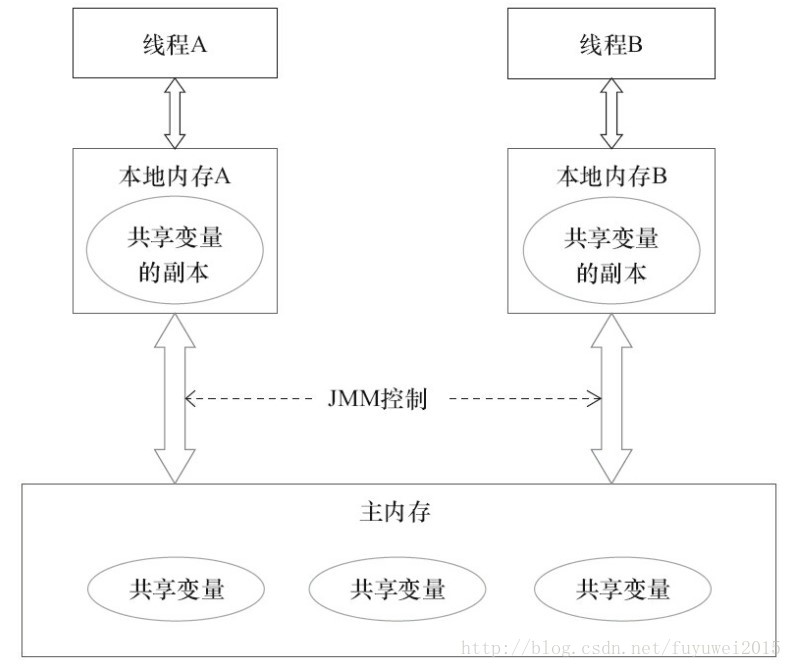 线程A
线程B
本地内存A
本地内存B
共享变量
的副本
共享变量
的副本
JMM控制
主内存
共享变量
共享变量
共享变量
http://blog.csdn.net/fuyuwei2015